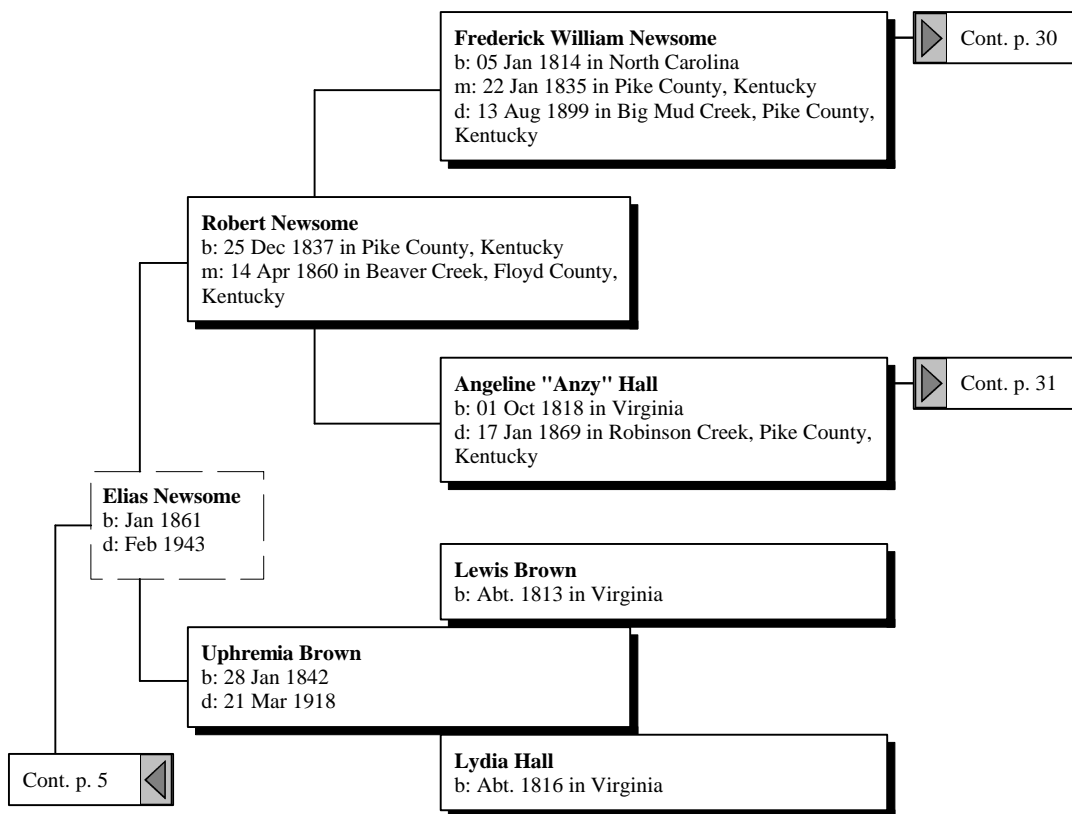 Frederick William Newsome
b: 05 Jan 1814 in North Carolina
m: 22 Jan 1835 in Pike County, Kentucky
d: 13 Aug 1899 in Big Mud Creek, Pike County,
Kentucky
Cont. p. 30
Robert Newsome
b: 25 Dec 1837 in Pike County, Kentucky
m: 14 Apr 1860 in Beaver Creek, Floyd County,
Kentucky
Angeline "Anzy" Hall
b: 01 Oct 1818 in Virginia
d: 17 Jan 1869 in Robinson Creek, Pike County,
Kentucky
Cont. p. 31
Elias Newsome
b: Jan 1861
d: Feb 1943
Lewis Brown
b: Abt. 1813 in Virginia
Uphremia Brown
b: 28 Jan 1842
d: 21 Mar 1918
Lydia Hall
b: Abt. 1816 in Virginia
Cont. p. 5